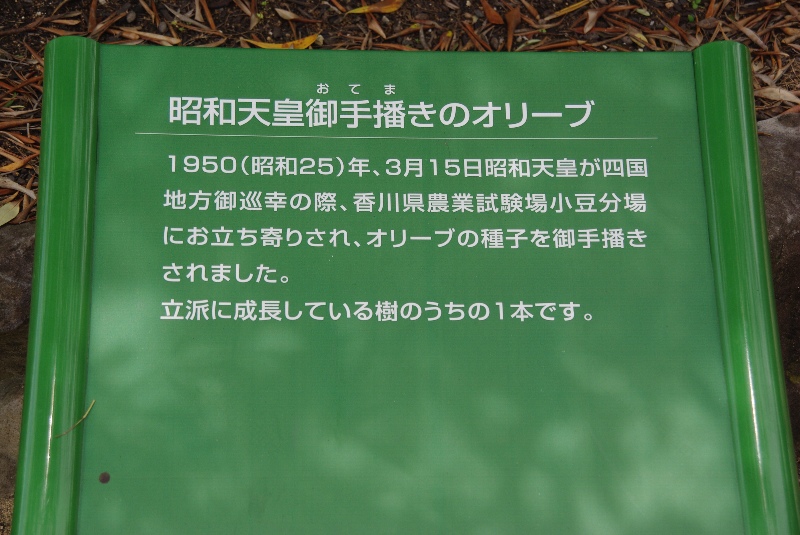 おてま
昭和天皇御手播きのオリーブ
1950(昭和25)年、3月15日昭和天皇が四国
地方御巡幸の際、香川県農業試験場小豆分場
にお立ち寄りされ、オリーブの種子を御手播き
されました。
立派に成長している樹のうちの1本です。